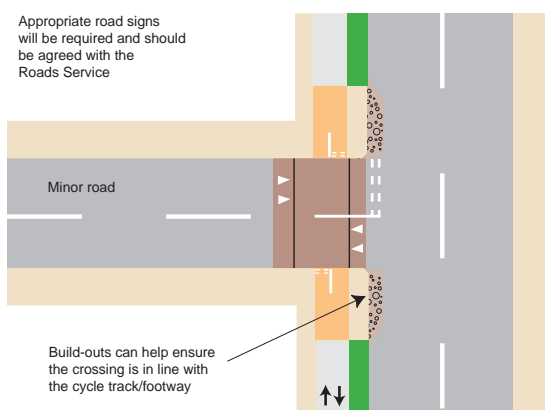 Appropriate road signs
will be required and should
be agreed with the
Roads Service
Minor road
Build-outs can help ensure
the crossing is in line with
the cycle track/footway